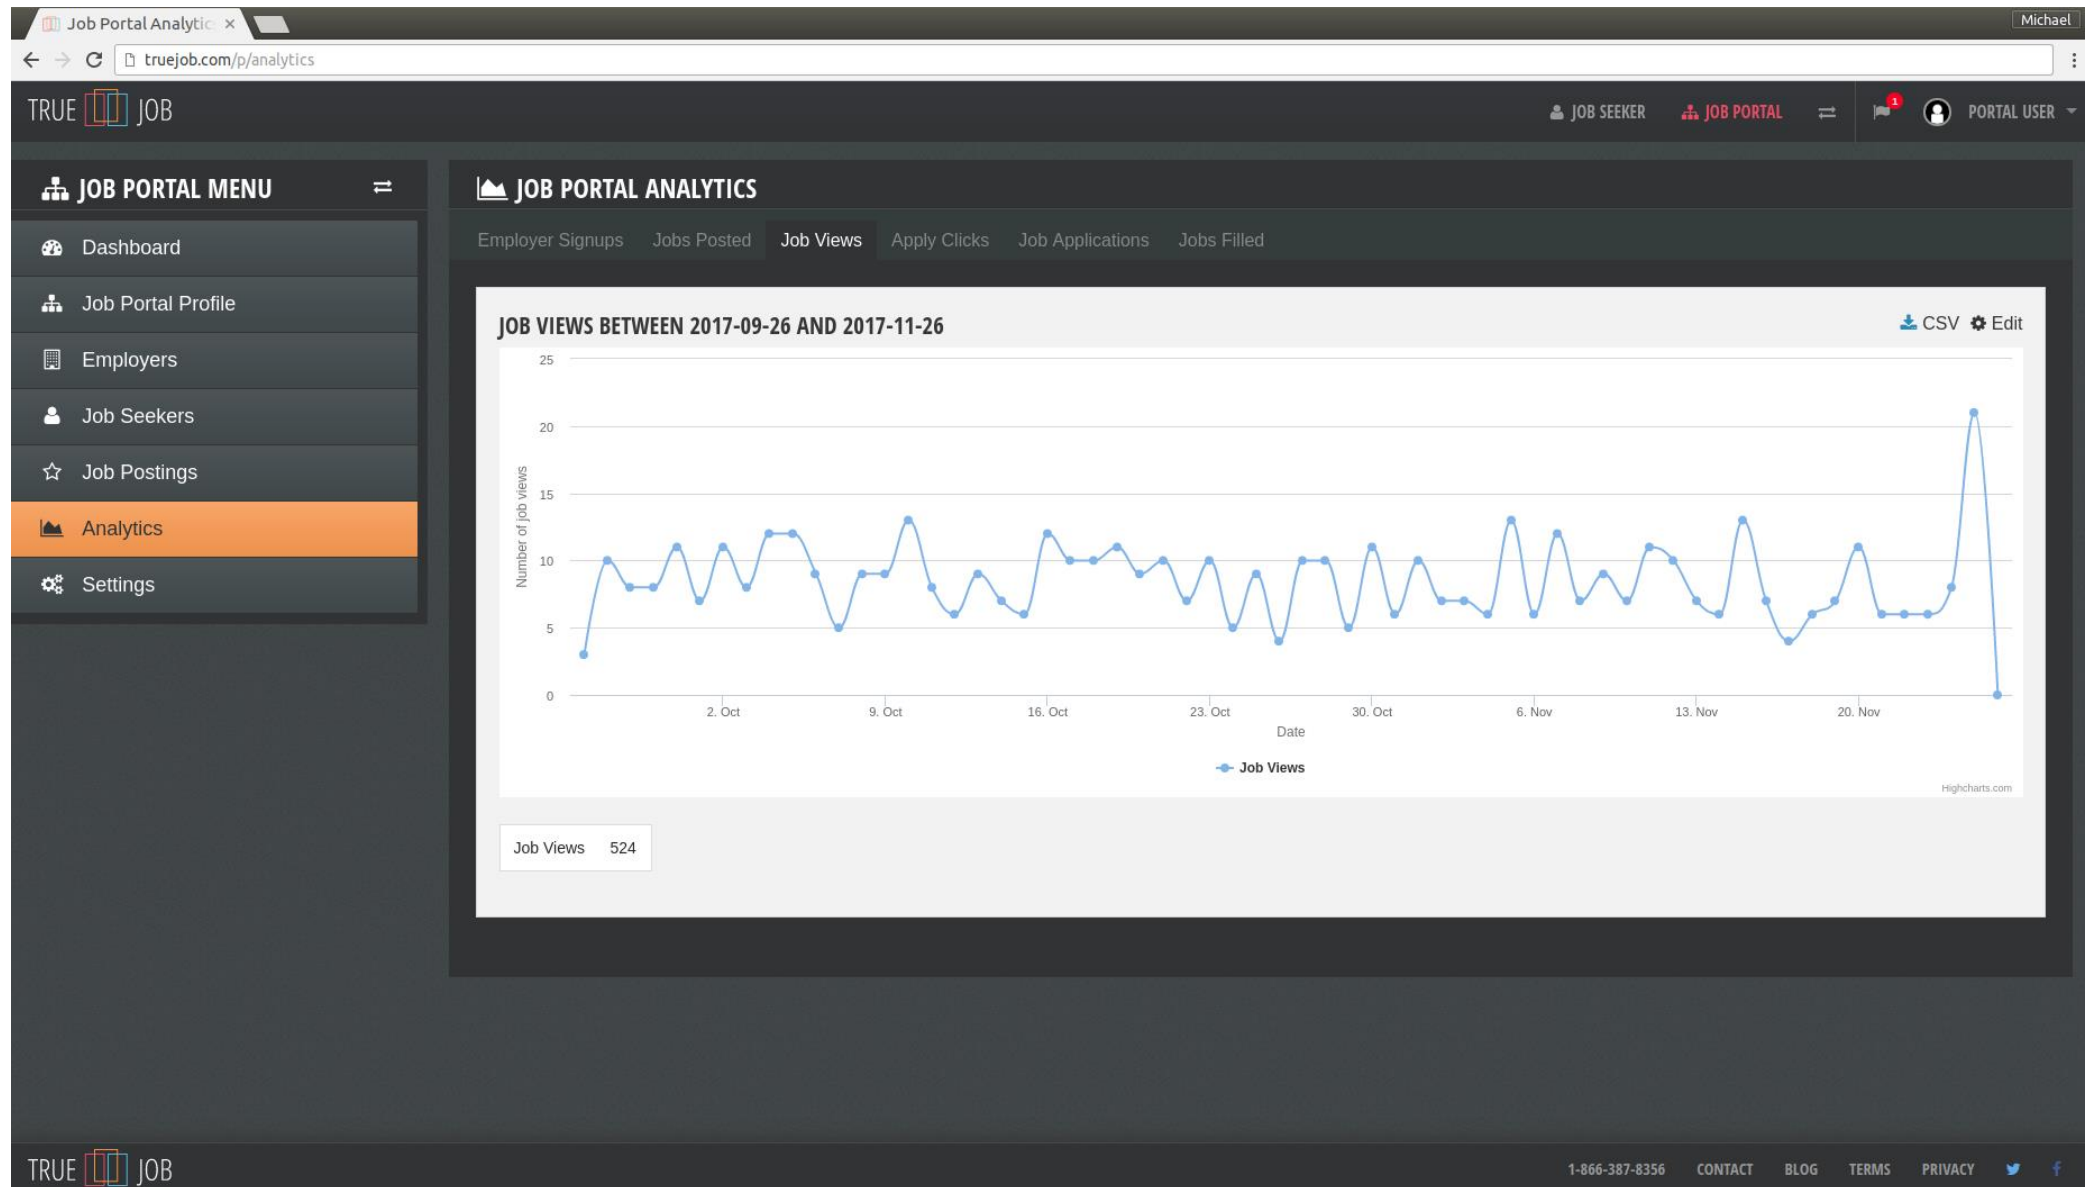 Job Portal Analytic
Michael
truejob.com/p/analytics
TRUE JOB
JOB SEEKER JOB PORTAL 1 PORTAL USER
JOB PORTAL MENU
Dashboard
Job Portal Profile
Employers
Job Seekers
Job Postings
Analytics
Settings
JOB PORTAL ANALYTICS
Employer Signups Jobs Posted Job Views Apply Clicks Job Applications Jobs Filled
JOB VIEWS BETWEEN 2017-09-26 AND 2017-11-26
CSV Edit
Number of job views
25
20
15
10
5
0
2. Oct 9. Oct 16. Oct 23. Oct 30. Oct 6. Nov 13. Nov 20. Nov
Date
Job Views
Highcharts.com
Job Views 524
TRUE JOB
1-866-387-8356 CONTACT BLOG TERMS PRIVACY